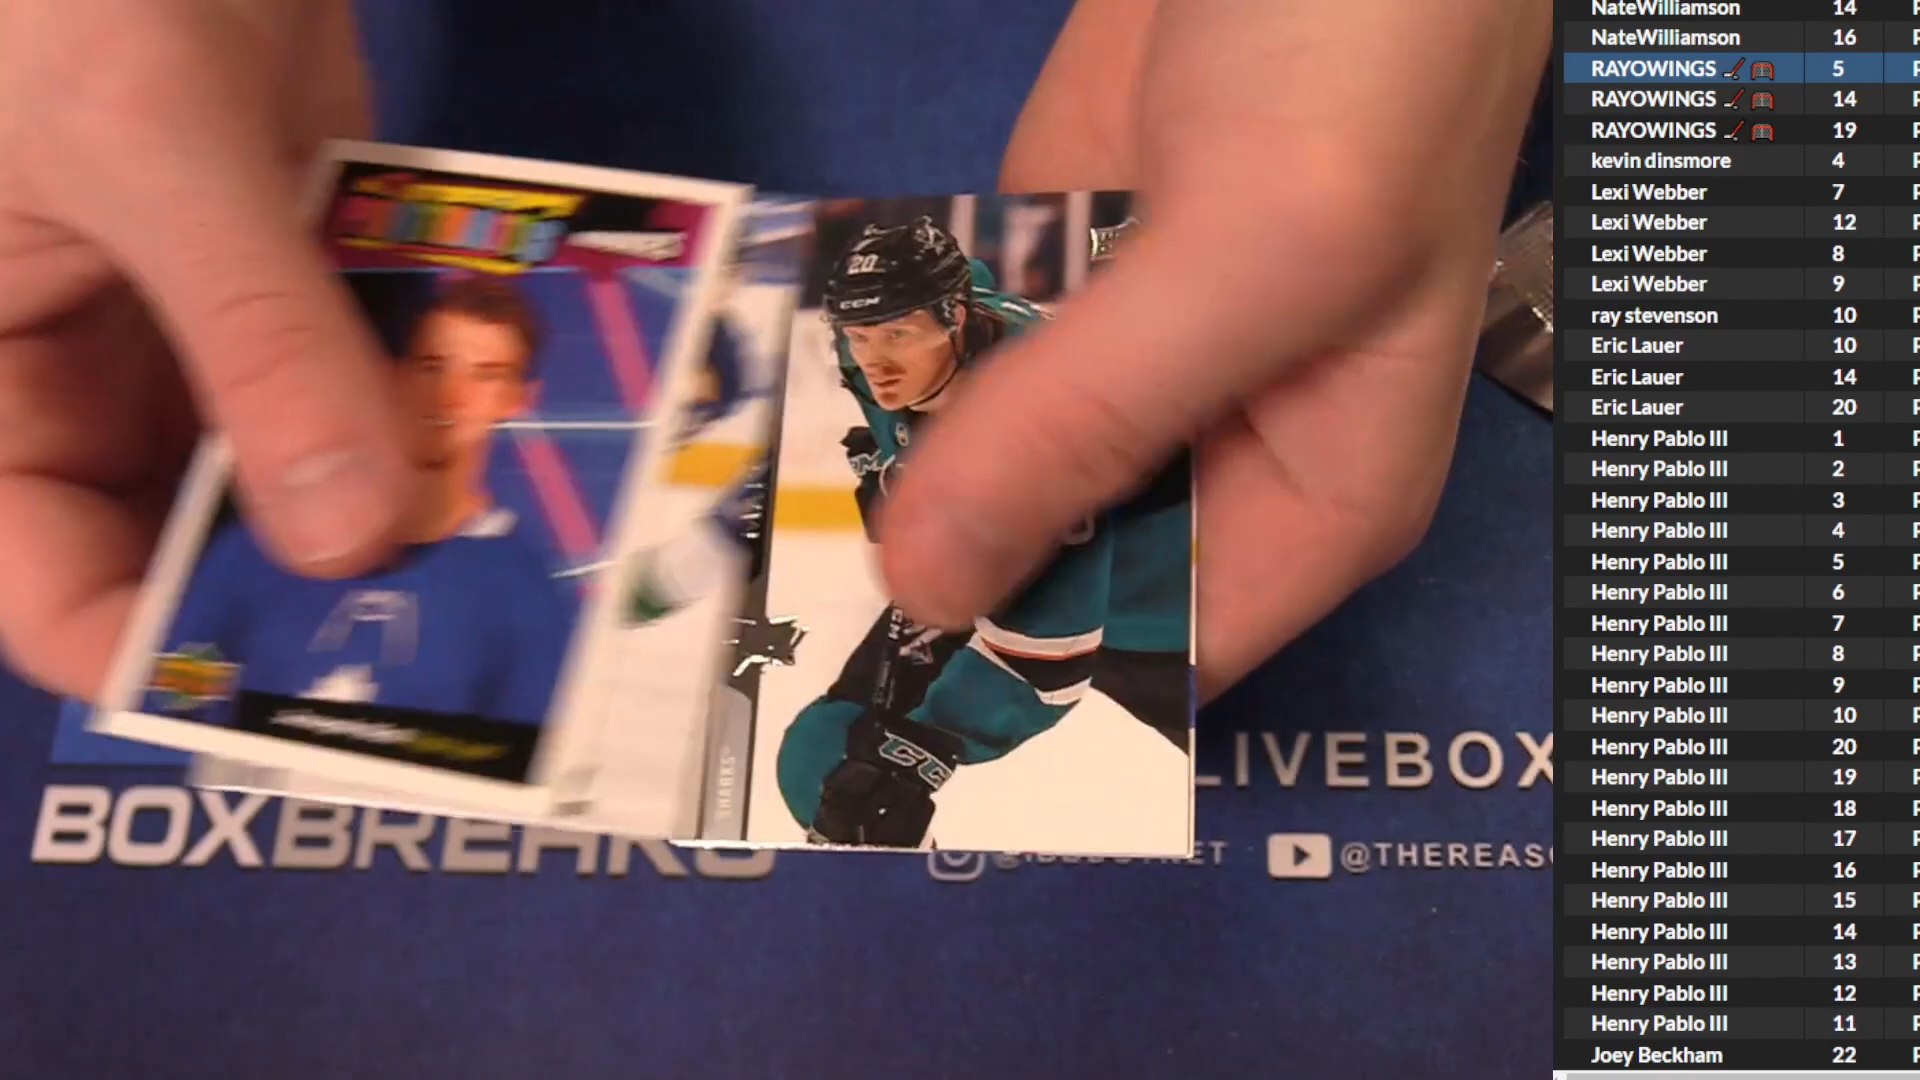 NateWilliamson 14 P
NateWilliamson 16 P
RAYOWINGS 5 P
RAYOWINGS 14 P
RAYOWINGS 19 P
kevin dinsmore 4 P
Lexi Webber 7 P
Lexi Webber 12 P
Lexi Webber 8 P
Lexi Webber 9 P
ray stevenson 10 P
Eric Lauer 10 P
Eric Lauer 14 P
Eric Lauer 20 P
Henry Pablo III 1 P
Henry Pablo III 2 P
Henry Pablo III 3 P
Henry Pablo III 4 P
Henry Pablo III 5 P
Henry Pablo III 6 P
Henry Pablo III 7 P
Henry Pablo III 8 P
Henry Pablo III 9 P
Henry Pablo III 10 P
Henry Pablo III 20 P
Henry Pablo III 19 P
Henry Pablo III 18 P
Henry Pablo III 17 P
Henry Pablo III 16 P
Henry Pablo III 15 P
Henry Pablo III 14 P
Henry Pablo III 13 P
Henry Pablo III 12 P
Henry Pablo III 11 P
Joey Beckham 22 P
20
CCM
SHARKS
BOXBREAKS
LIVEBOX
@THEREASO